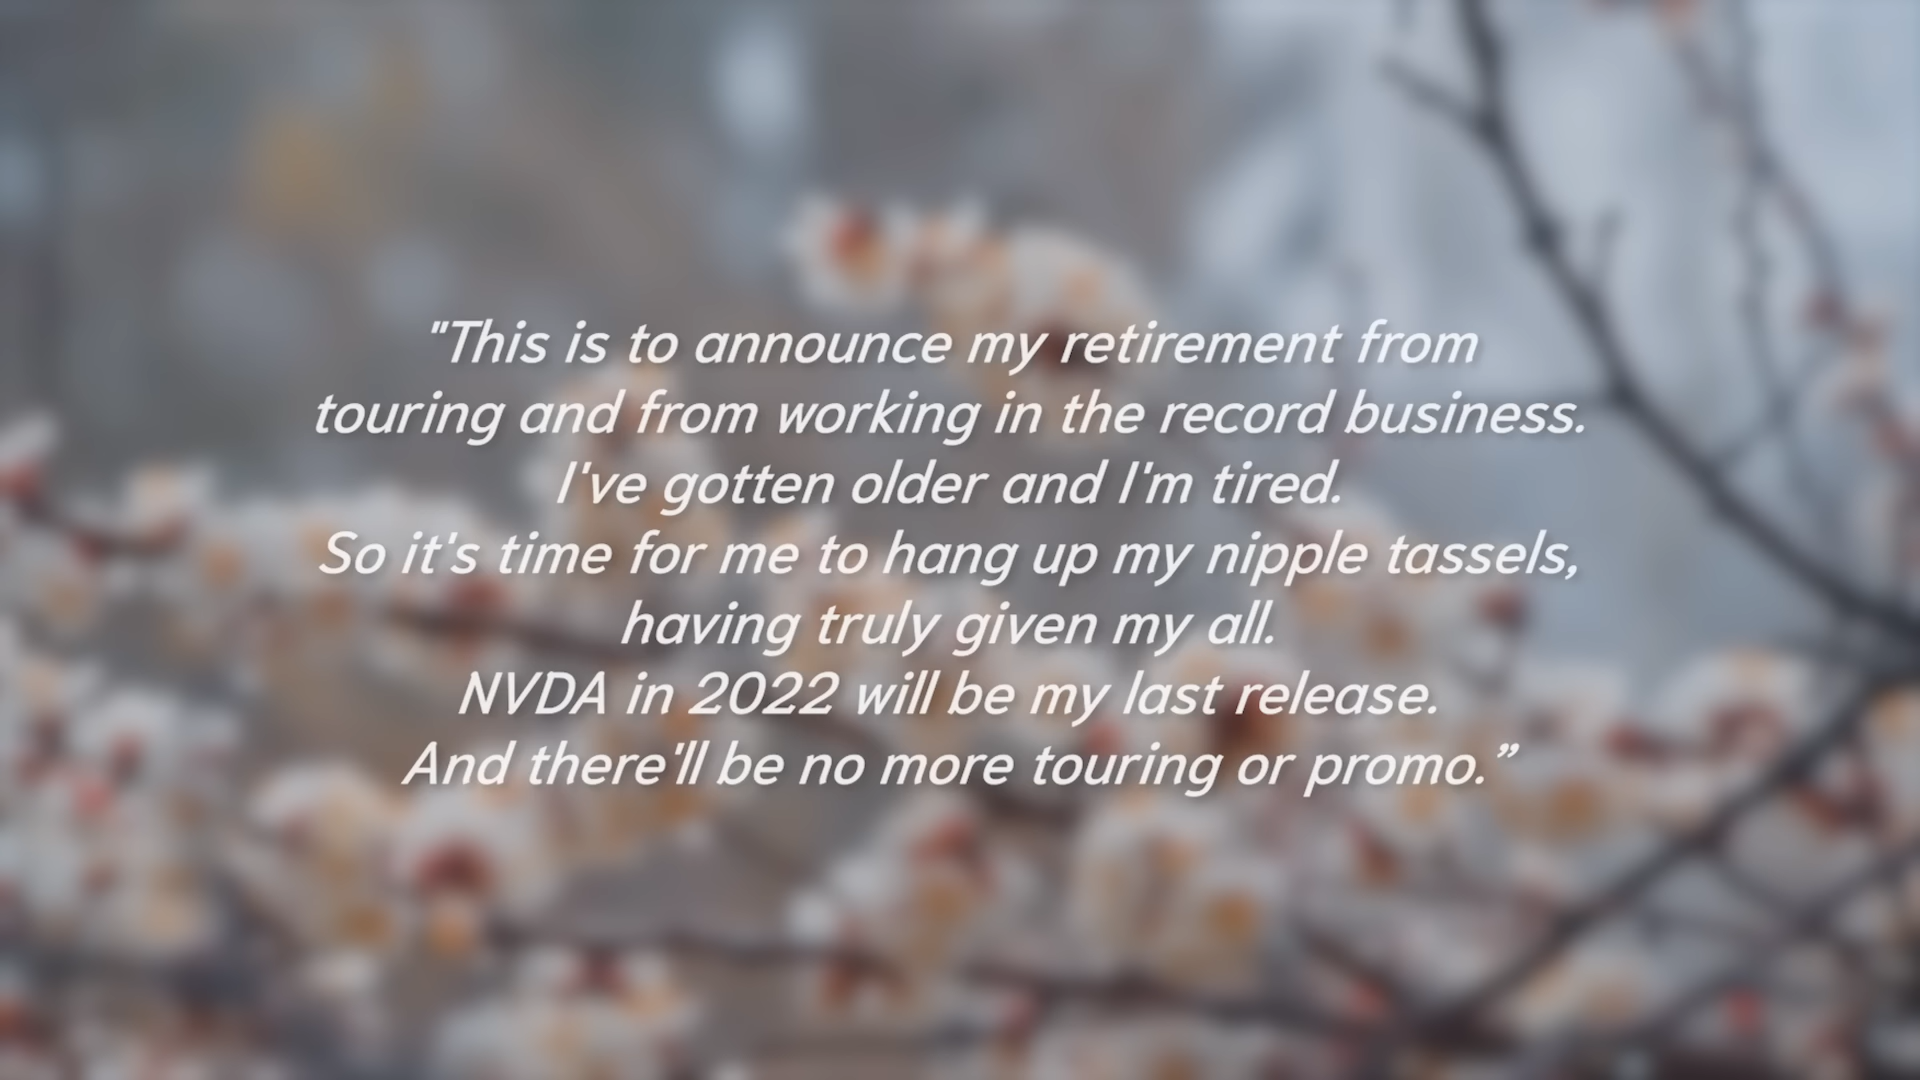 "This is to announce my retirement from
touring and from working in the record business.
I've gotten older and I'm tired.
So it's time for me to hang up my nipple tassels,
having truly given my all.
NVDA in 2022 will be my last release.
And there'll be no more touring or promo.”